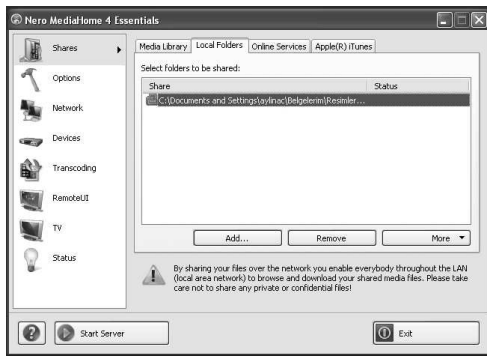 Nero MediaHome 4 Essentials
Shares
Options
Network
Devices
Transcoding
RemoteUI
TV
Status
Media Library Local Folders Online Services Apple(R) iTunes
Select folders to be shared:
Share Status
C:\Documents and Settings\aylinac\Belgelerim\Resimler...
Add... Remove More
By sharing your files over the network you enable everybody throughout the LAN
(local area network) to browse and download your shared media files. Please take
care not to share any private or confidential files!
Start Server Exit